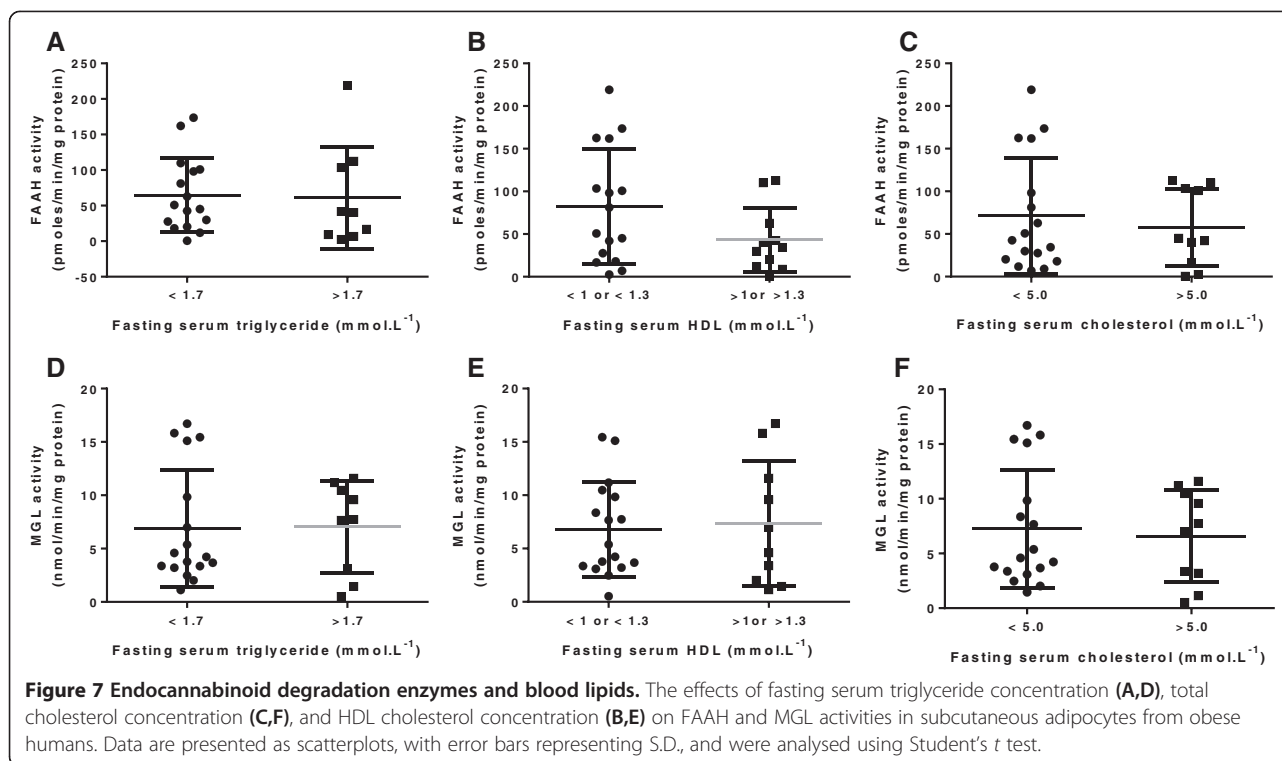 A
FAAH activity
(pmoles/min/mg protein)
250
200
150
100
50
0
-50
< 1.7
>1.7
Fasting serum triglyceride (mmol.L-1)
B
FAAH activity
(pmoles/min/mg protein)
250
200
150
100
50
0
< 1 or < 1.3
>1or >1.3
Fasting serum HDL (mmol.L-1)
C
FAAH activity
(pmoles/min/mg protein)
250
200
150
100
50
0
< 5.0
>5.0
Fasting serum cholesterol (mmol.L-1)
D
MGL activity
(nmol/min/mg protein)
20
15
10
5
0
< 1.7
>1.7
Fasting serum triglyceride (mmol.L-1)
E
MGL activity
(nmol/min/mg protein)
20
15
10
5
0
< 1 or < 1.3
>1or >1.3
Fasting serum HDL (mmol.L-1)
F
MGL activity
(nmol/min/mg protein)
20
15
10
5
0
< 5.0
>5.0
Fasting serum cholesterol (mmol.L-1)
Figure 7 Endocannabinoid degradation enzymes and blood lipids. The effects of fasting serum triglyceride concentration (A,D), total
cholesterol concentration (C,F), and HDL cholesterol concentration (B,E) on FAAH and MGL activities in subcutaneous adipocytes from obese
humans. Data are presented as scatterplots, with error bars representing S.D., and were analysed using Student's t test.